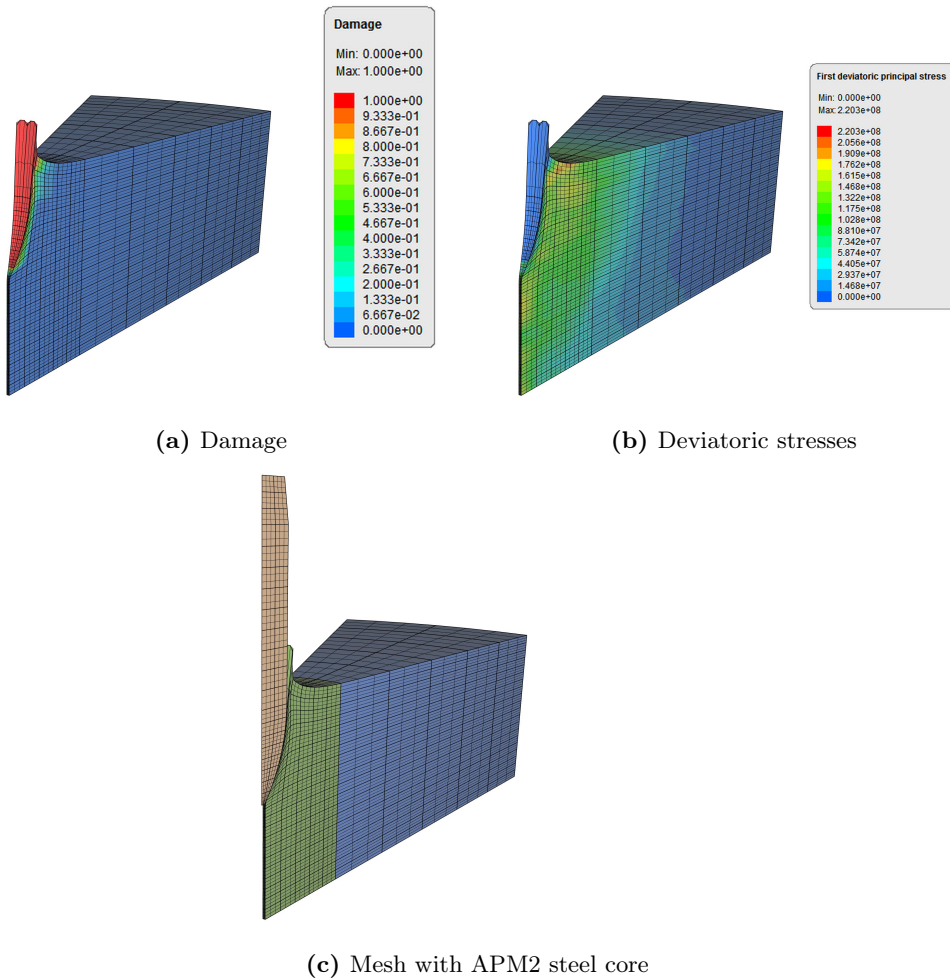 Damage
Min: 0.000e+00
Max: 1.000e+00
1.000e+00
9.333e-01
8.667e-01
8.000e-01
7.333e-01
6.667e-01
6.000e-01
5.333e-01
4.667e-01
4.000e-01
3.333e-01
2.667e-01
2.000e-01
1.333e-01
6.667e-02
0.000e+00
First deviatoric principal stress
Min: 0.000e+00
Max: 2.203e+08
2.203e+08
2.056e+08
1.909e+08
1.762e+08
1.615e+08
1.468e+08
1.322e+08
1.175e+08
1.028e+08
8.810e+07
7.342e+07
5.874e+07
4.405e+07
2.937e+07
1.468e+07
0.000e+00
(a) Damage
(b) Deviatoric stresses
(c) Mesh with APM2 steel core